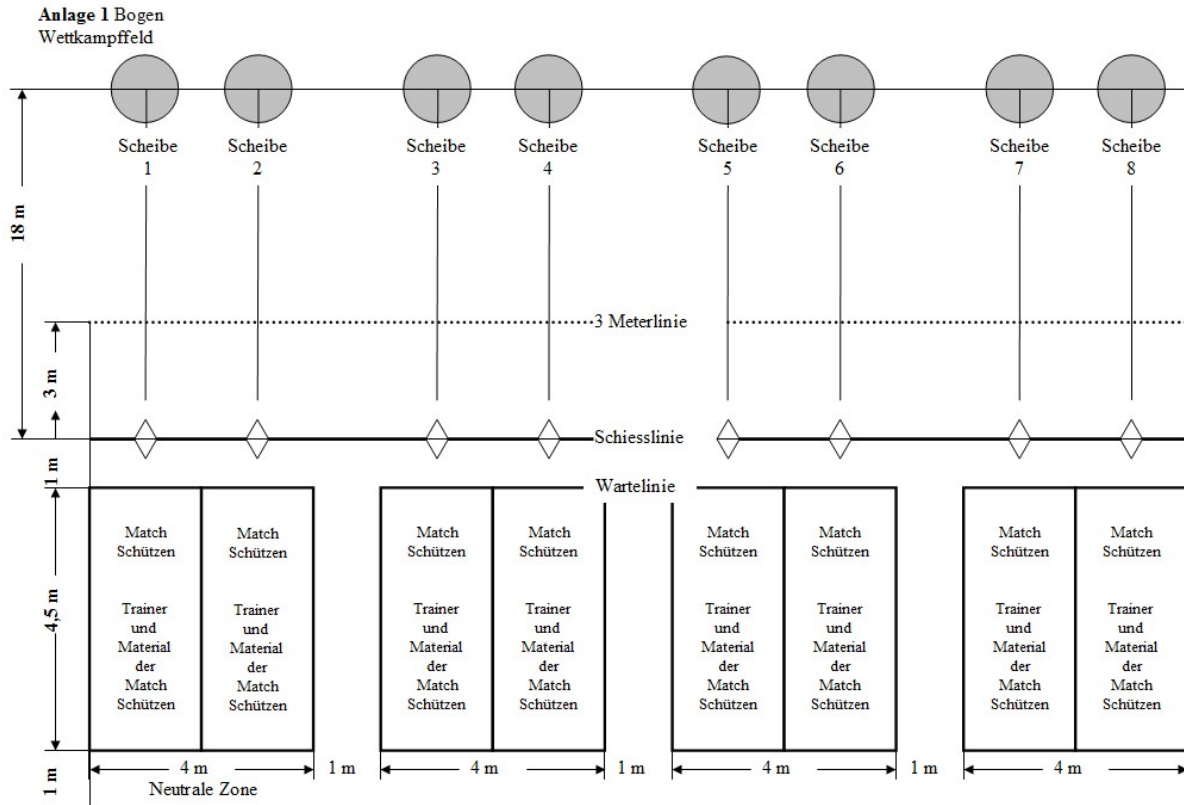 Anlage 1 Bogen
Wettkampffeld
Scheibe Scheibe Scheibe Scheibe Scheibe Scheibe Scheibe Scheibe
1 2 3 4 5 6 7 8
18 m
3 Meterlinie
3 m
Schiesslinie
1 m
Wartelinie
Match Match Match Match Match Match Match Match
Schützen Schützen Schützen Schützen Schützen Schützen Schützen Schützen
4,5 m
Trainer Trainer Trainer Trainer Trainer Trainer Trainer Trainer
und und und und und und und und
Material Material Material Material Material Material Material Material
der der der der der der der der
Match Match Match Match Match Match Match Match
Schützen Schützen Schützen Schützen Schützen Schützen Schützen Schützen
1 m 4 m 1 m 4 m 1 m 4 m 1 m 4 m
Neutrale Zone